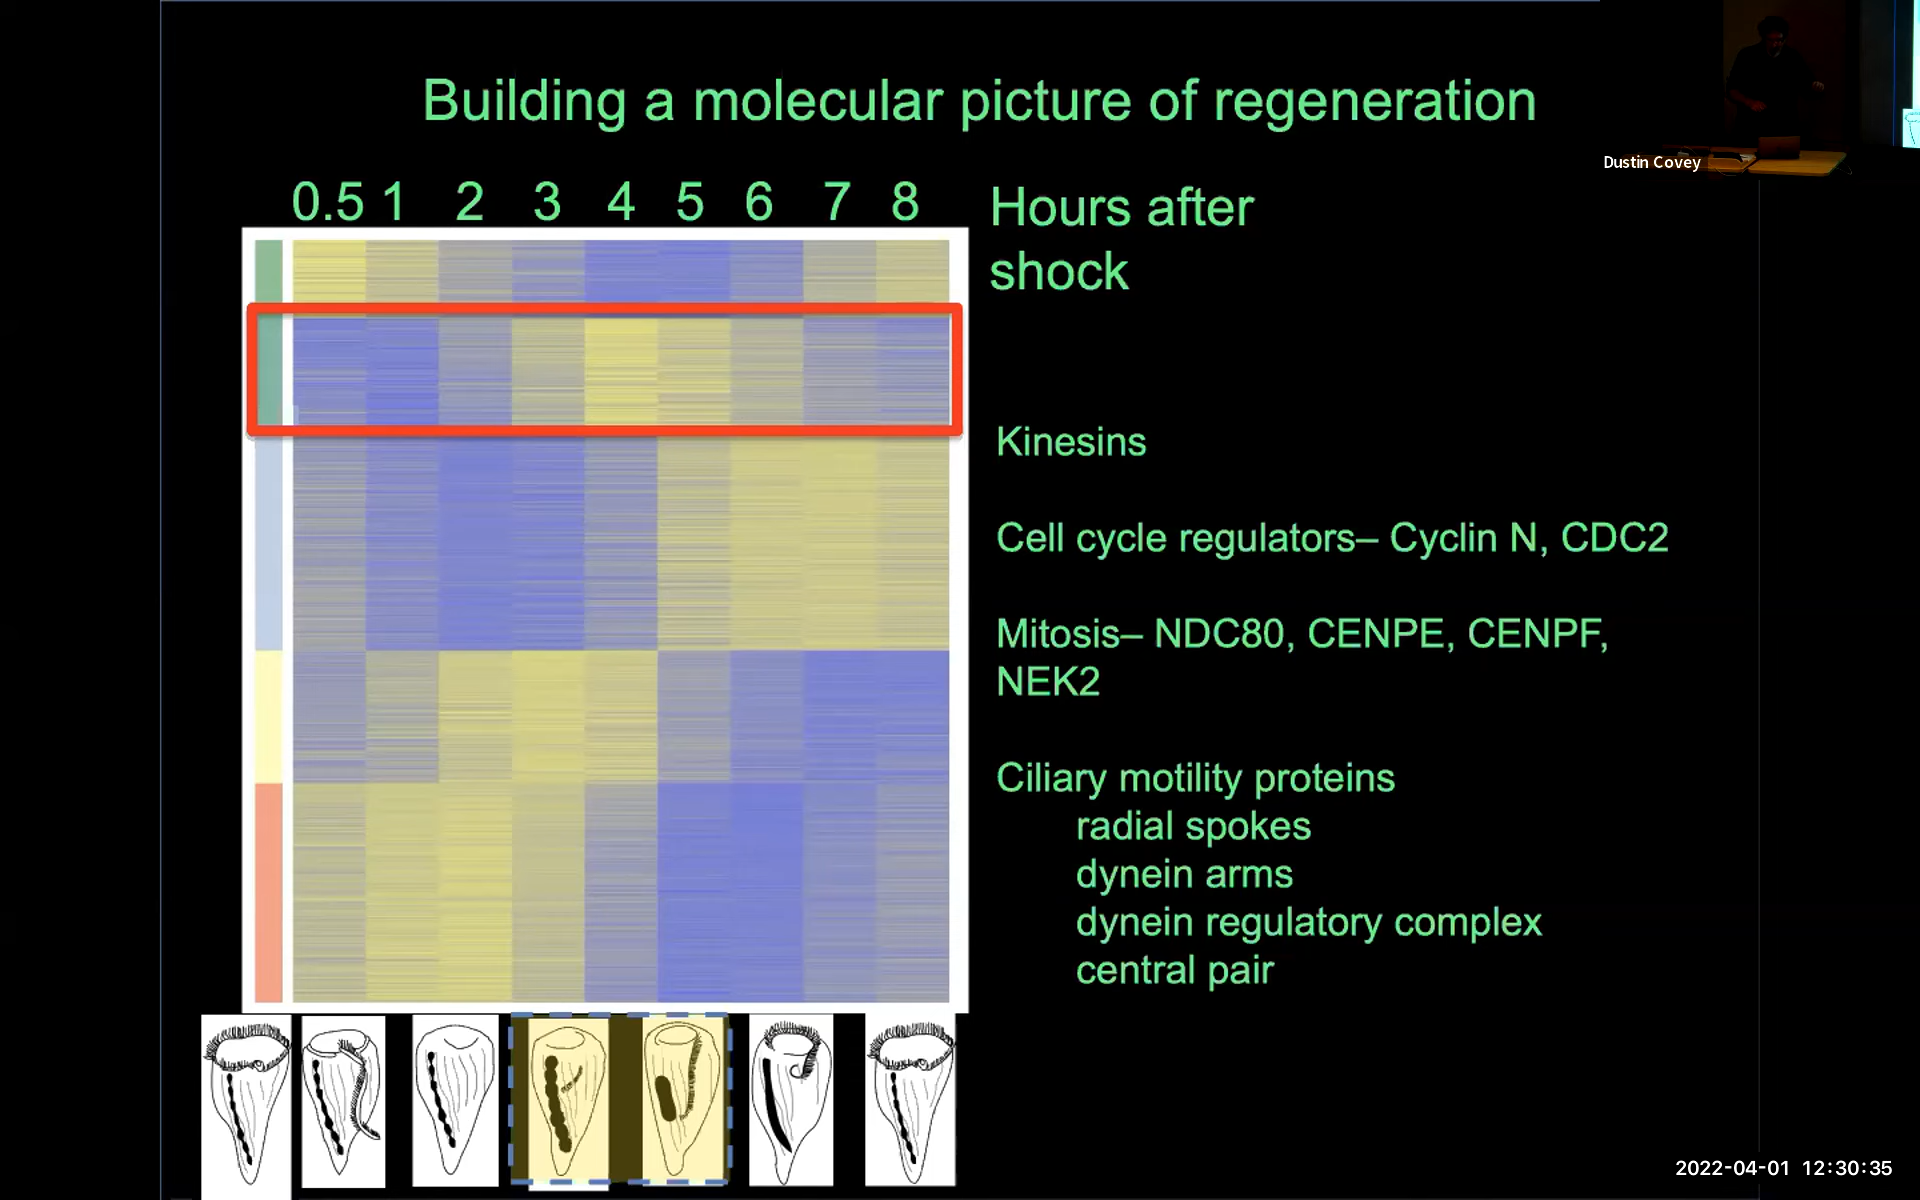 Building a molecular picture of regeneration
Dustin Covey
0.5 1 2 3 4 5 6 7 8
Hours after
shock
Kinesins
Cell cycle regulators– Cyclin N, CDC2
Mitosis– NDC80, CENPE, CENPF,
NEK2
Ciliary motility proteins
radial spokes
dynein arms
dynein regulatory complex
central pair
2022-04-01 12:30:35